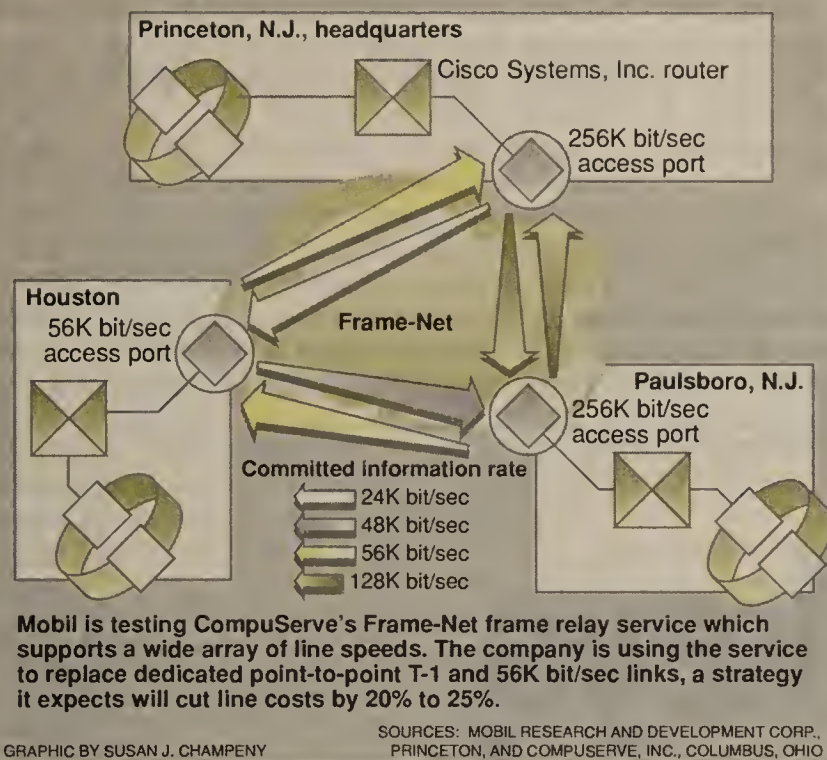 Princeton, N.J., headquarters
Cisco Systems, Inc. router
256K bit/sec
access port
Houston
56K bit/sec
access port
Frame-Net
Paulsboro, N.J.
256K bit/sec
access port
Committed information rate
24K bit/sec
48K bit/sec
56K bit/sec
128K bit/sec
Mobil is testing CompuServe's Frame-Net frame relay service which
supports a wide array of line speeds. The company is using the service
to replace dedicated point-to-point T-1 and 56K bit/sec links, a strategy
it expects will cut line costs by 20% to 25%.
GRAPHIC BY SUSAN J. CHAMPENY
SOURCES: MOBIL RESEARCH AND DEVELOPMENT CORP.,
PRINCETON, AND COMPUSERVE, INC., COLUMBUS, OHIO